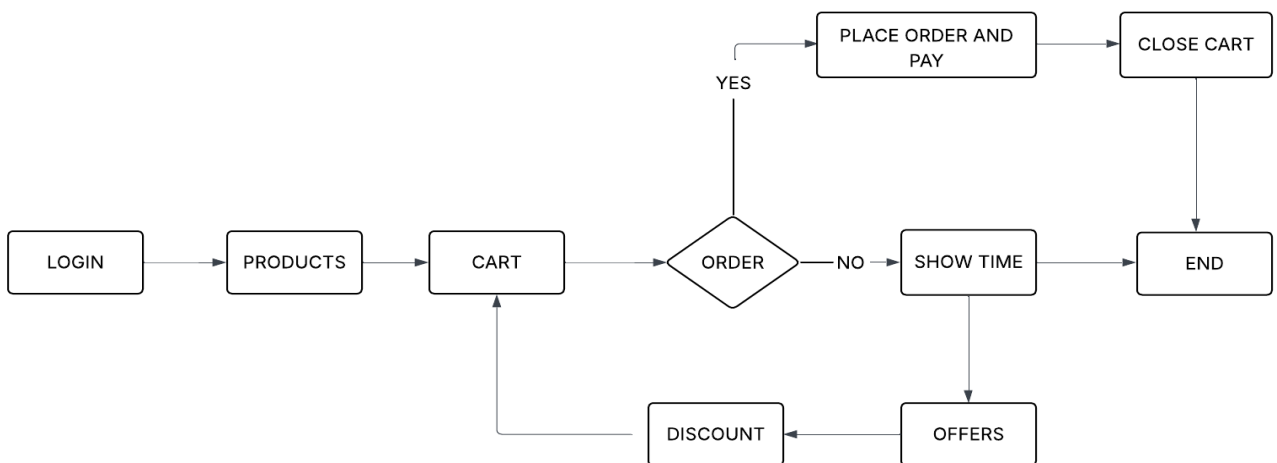 PLACE ORDER AND
PAY
CLOSE CART
YES
LOGIN
PRODUCTS
CART
ORDER
NO
SHOW TIME
END
DISCOUNT
OFFERS